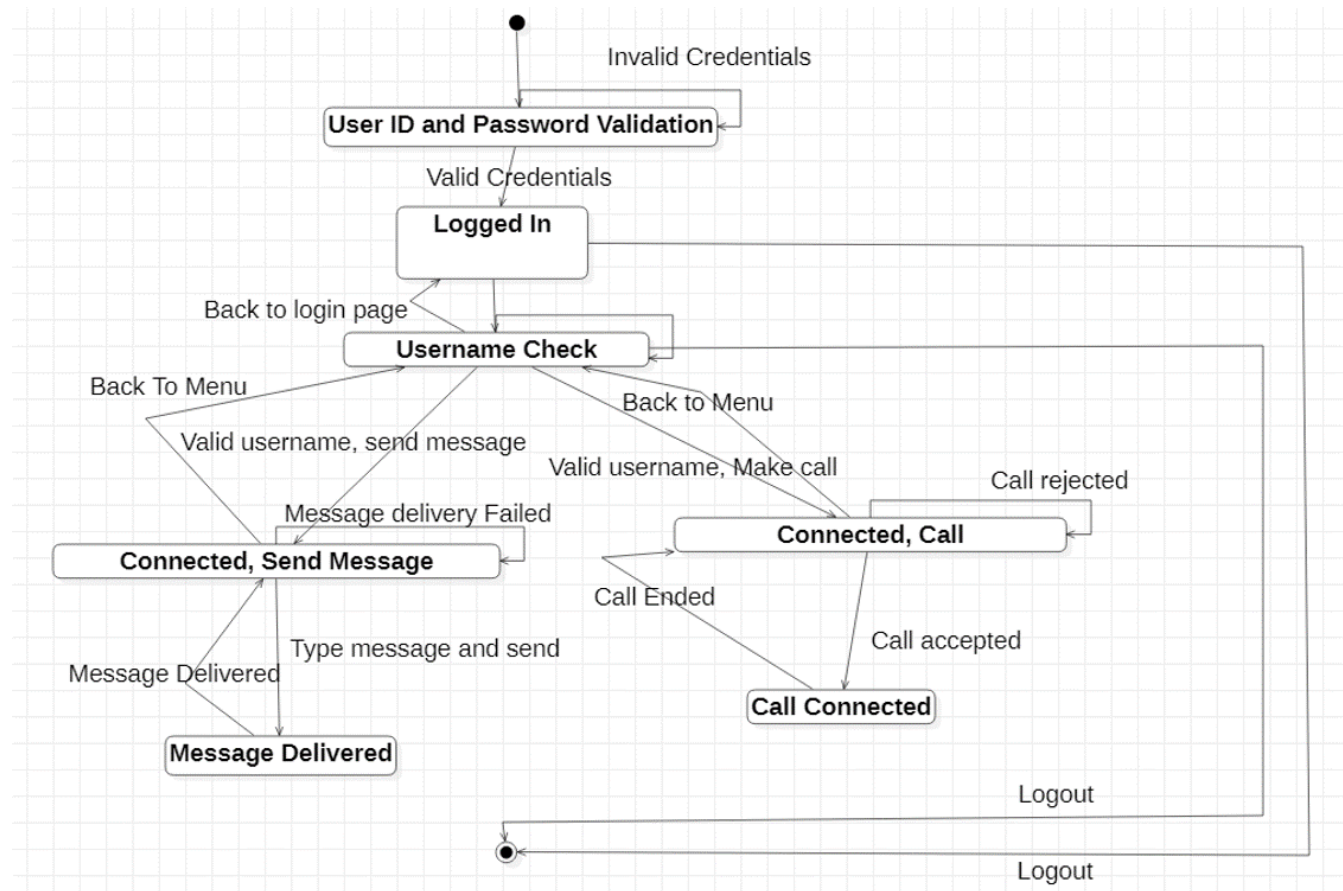 Invalid Credentials
User ID and Password Validation
Valid Credentials
Logged In
Back to login page
Username Check
Back To Menu
Back to Menu
Valid username, send message
Valid username, Make call
Call rejected
Message delivery Failed
Connected, Call
Connected, Send Message
Call Ended
Call accepted
Type message and send
Message Delivered
Call Connected
Message Delivered
Logout
Logout